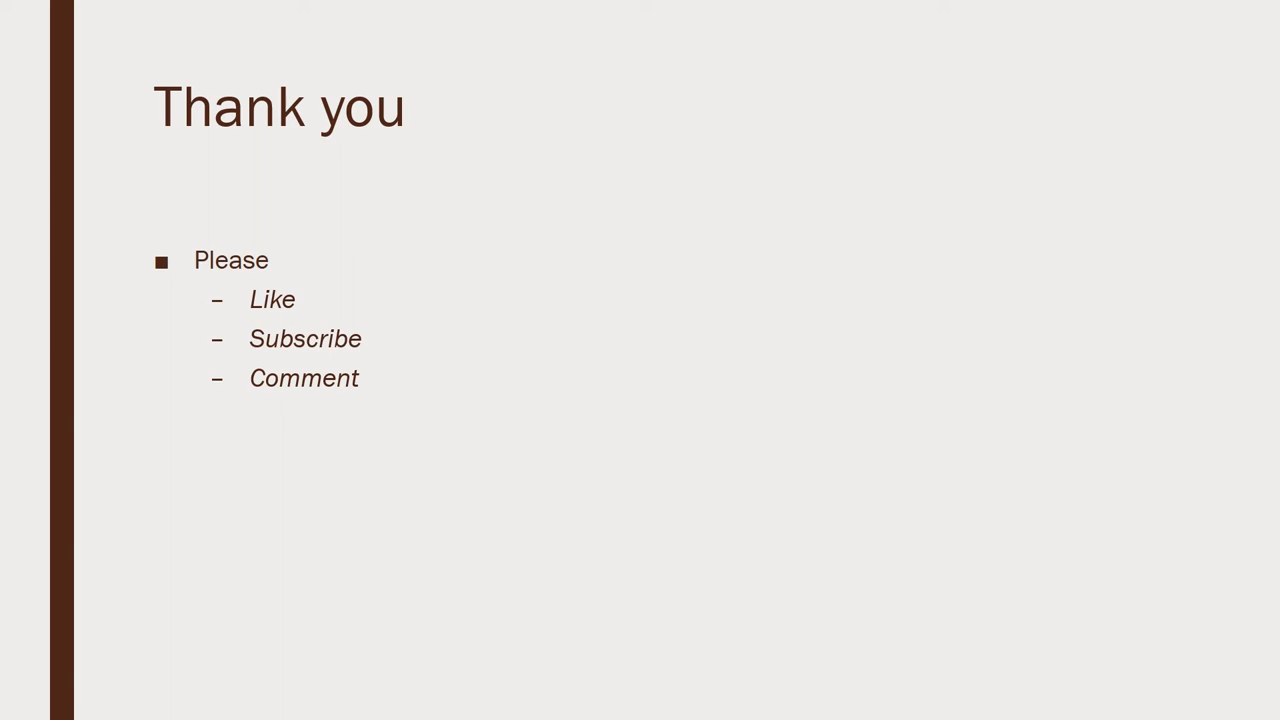 Thank you
■ Please
– Like
– Subscribe
– Comment